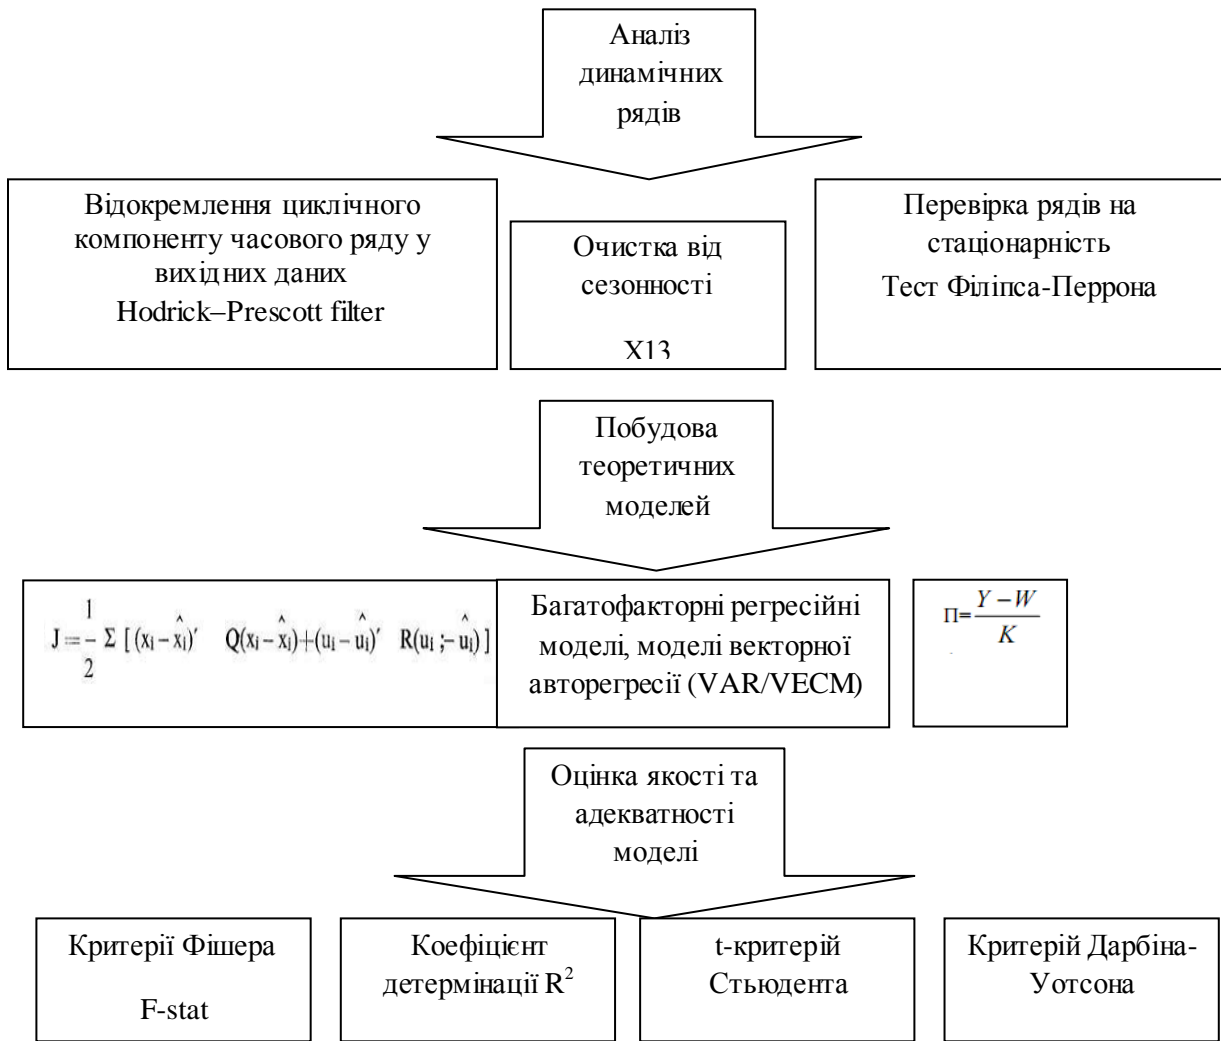 Аналіз
динамічних
рядів
Відокремлення циклічного
компоненту часового ряду у
вихідних даних
Hodrick–Prescott filter
Очистка від
сезонності
X13
Перевірка рядів на
стаціонарність
Тест Філіпса-Перрона
Побудова
теоретичних
моделей
J = 1/2 Σ [ (xᵢ – x̂ᵢ)′ Q(xᵢ – x̂ᵢ)+(uᵢ – ûᵢ)′ R(uᵢ ;– ûᵢ) ]
Багатофакторні регресійні
моделі, моделі векторної
авторегресії (VAR/VECM)
П= Y – W / K
Оцінка якості та
адекватності
моделі
Критерії Фішера
F-stat
Коефіцієнт
детермінації R²
t-критерій
Стьюдента
Критерій Дарбіна-
Уотсона